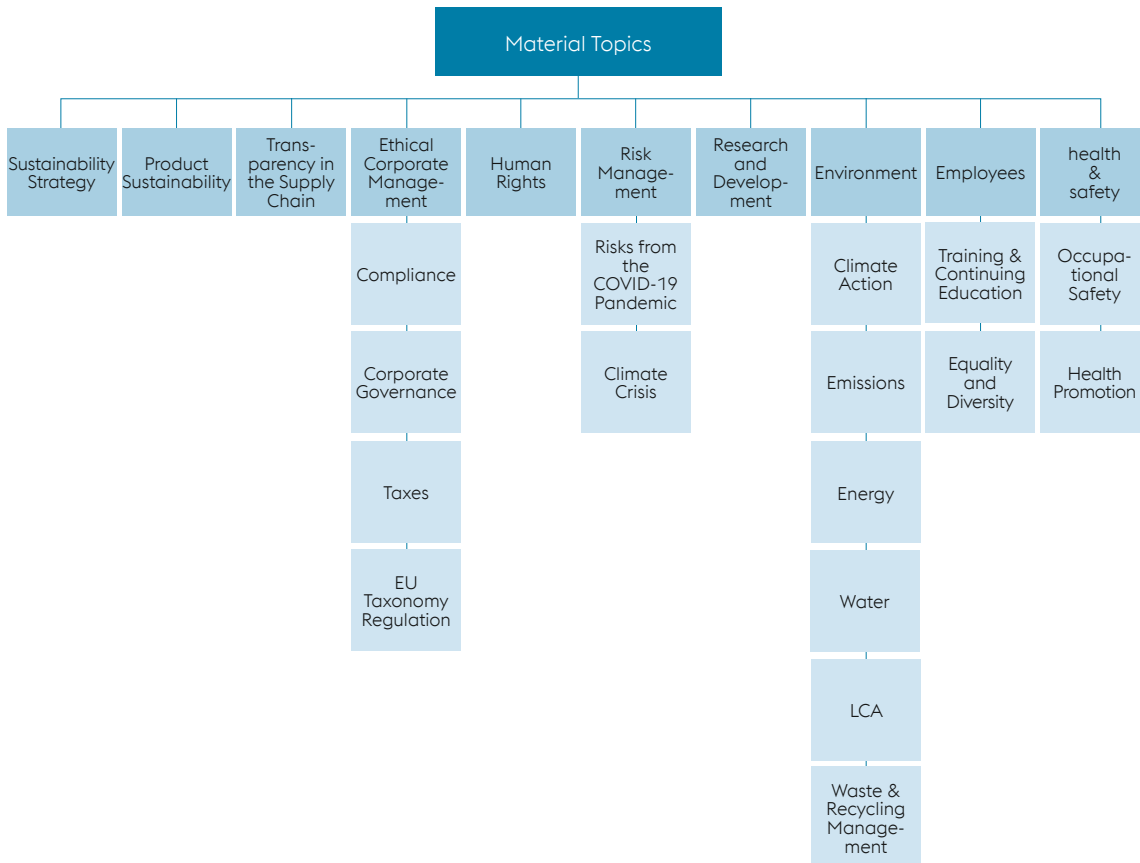 Material Topics
Sustainability
Strategy
Product
Sustainability
Trans-
parency in
the Supply
Chain
Ethical
Corporate
Manage-
ment
Human
Rights
Risk
Manage-
ment
Research
and
Develop-
ment
Environment
Employees
health
&
safety
Compliance
Corporate
Governance
Taxes
EU
Taxonomy
Regulation
Risks from
the
COVID-19
Pandemic
Climate
Crisis
Climate
Action
Emissions
Energy
Water
LCA
Waste &
Recycling
Manage-
ment
Training &
Continuing
Education
Equality
and
Diversity
Occupa-
tional
Safety
Health
Promotion